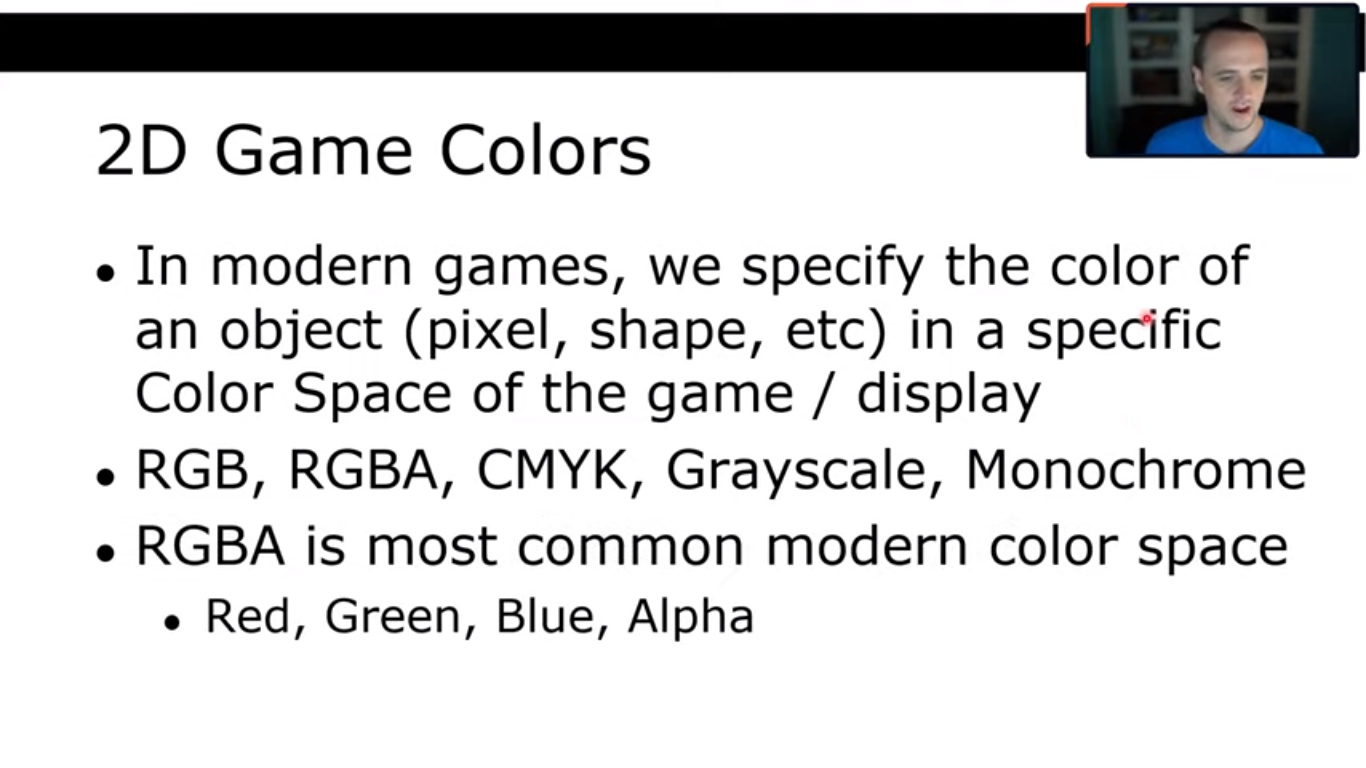 2D Game Colors
• In modern games, we specify the color of
an object (pixel, shape, etc) in a specific
Color Space of the game / display
• RGB, RGBA, CMYK, Grayscale, Monochrome
• RGBA is most common modern color space
• Red, Green, Blue, Alpha